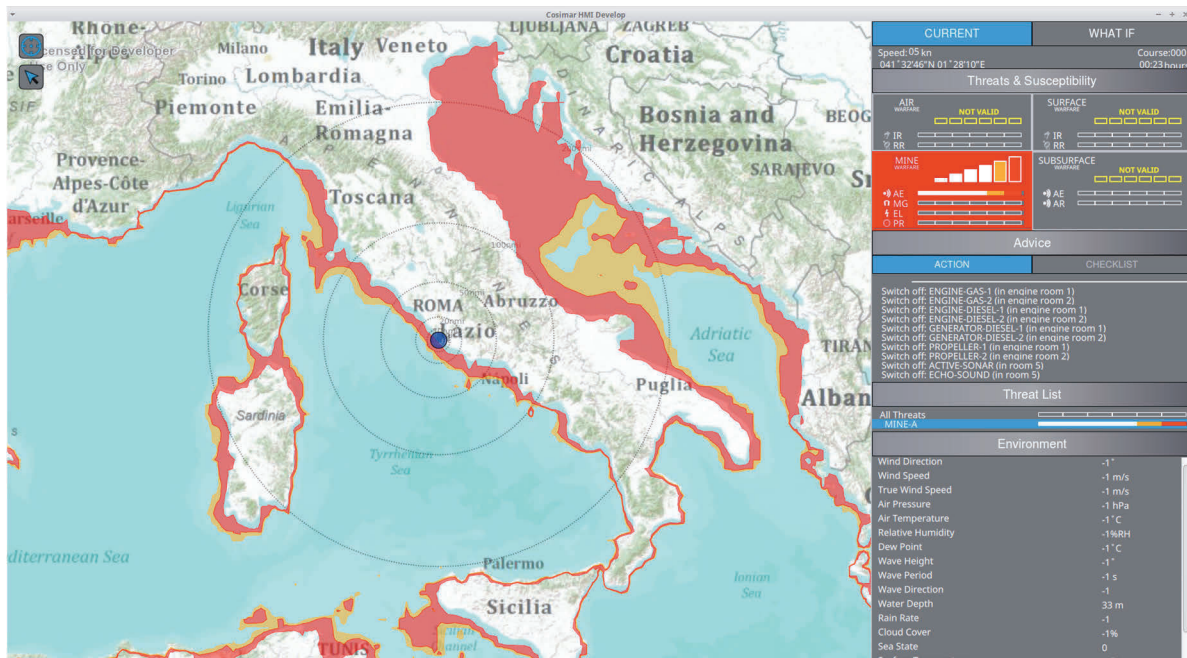 Cosimar HMI Develop
CURRENT
WHAT IF
Speed: 05 kn
Course:000
041°32'46"N 01°28'10"E
00:23 hours
Threats & Susceptibility
AIR
WARFARE
NOT VALID
IR
RR
SURFACE
WARFARE
NOT VALID
IR
RR
MINE
WARFARE
AE
MG
EL
PR
SUBSURFACE
WARFARE
NOT VALID
AE
AR
Advice
ACTION
CHECKLIST
Switch off: ENGINE-GAS-1 (in engine room 1)
Switch off: ENGINE-GAS-2 (in engine room 2)
Switch off: ENGINE-DIESEL-1 (in engine room 1)
Switch off: ENGINE-DIESEL-2 (in engine room 2)
Switch off: GENERATOR-DIESEL-1 (in engine room 1)
Switch off: GENERATOR-DIESEL-2 (in engine room 2)
Switch off: PROPELLER-1 (in engine room 1)
Switch off: PROPELLER-2 (in engine room 2)
Switch off: ACTIVE-SONAR (in room 5)
Switch off: ECHO-SOUND (in room 5)
Threat List
All Threats
MINE-A
Environment
Wind Direction -1°
Wind Speed -1 m/s
True Wind Speed -1 m/s
Air Pressure -1 hPa
Air Temperature -1°C
Relative Humidity -1%RH
Dew Point -1°C
Wave Height -1°
Wave Period -1 s
Wave Direction -1
Water Depth 33 m
Rain Rate -1
Cloud Cover -1%
Sea State 0
Rhone-
Alpes
censed for Developer
Use Only
Milano
Italy
Veneto
LJUBLJANA
ZAGREB
Croatia
Torino
Lombardia
Piemonte
Emilia-
Romagna
Bosnia and
Herzegovina
BEOG
SARAJEVO
DINARIC ALPS
Provence-
Alpes-Côte
d'Azur
Toscana
APENNINES
arseille
Ligurian
Sea
100nmi
Corse
ROMA
Abruzzo
Lazio
Adriatic
Sea
TIRAN
Napoli
Puglia
Alban
Sardinia
Tyrrhenian
Sea
diterranean Sea
Palermo
Sicilia
Ionian
Sea
TUNIS
Channel